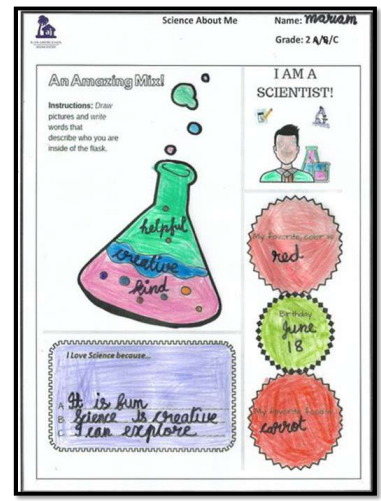 Science About Me
Name: mariam
Grade: 2 A/B/C
An Amazing Mix!
Instructions: Draw
pictures and write
words that
describe who you are
inside of the flask.
helpful
creative
kind
I AM A
SCIENTIST!
My favorite color is
red
Birthday
June
18
My favorite food is
carrot
I Love Science because...
A It is fun
B Science is creative
C I can explore